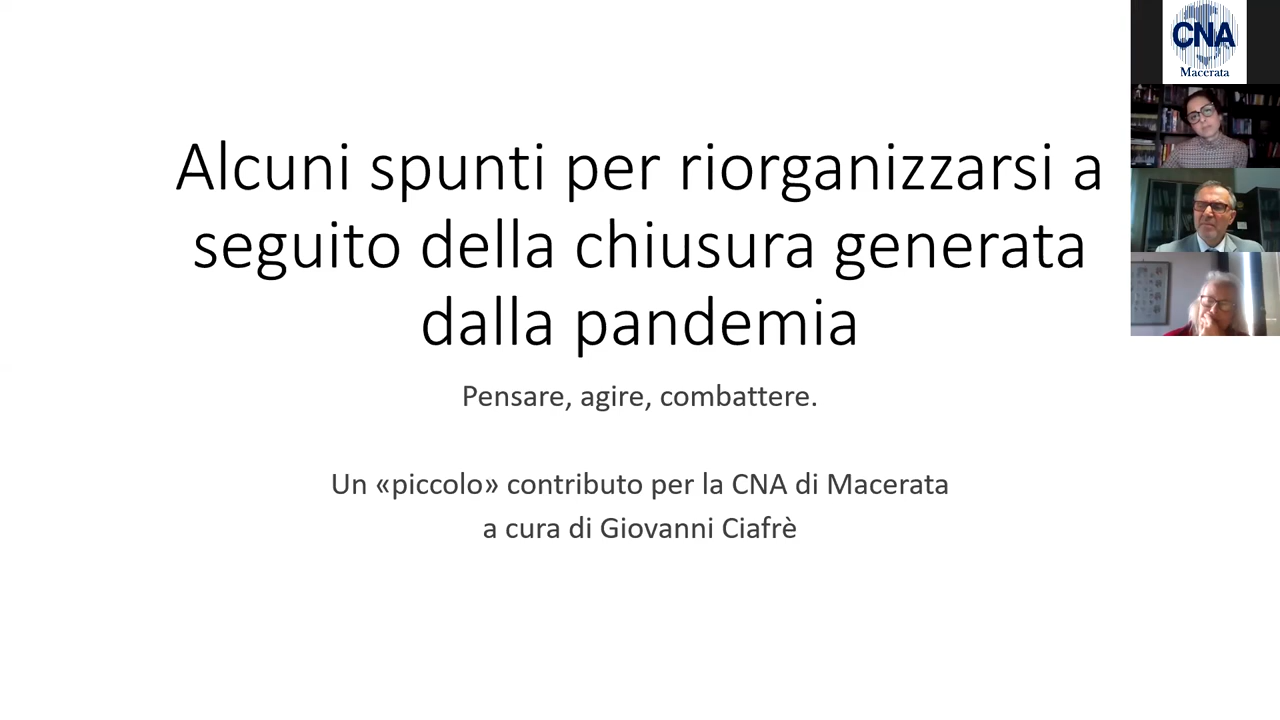 Alcuni spunti per riorganizzarsi a
seguito della chiusura generata
dalla pandemia
Pensare, agire, combattere.
Un «piccolo» contributo per la CNA di Macerata
a cura di Giovanni Ciafrè
CNA
Macerata